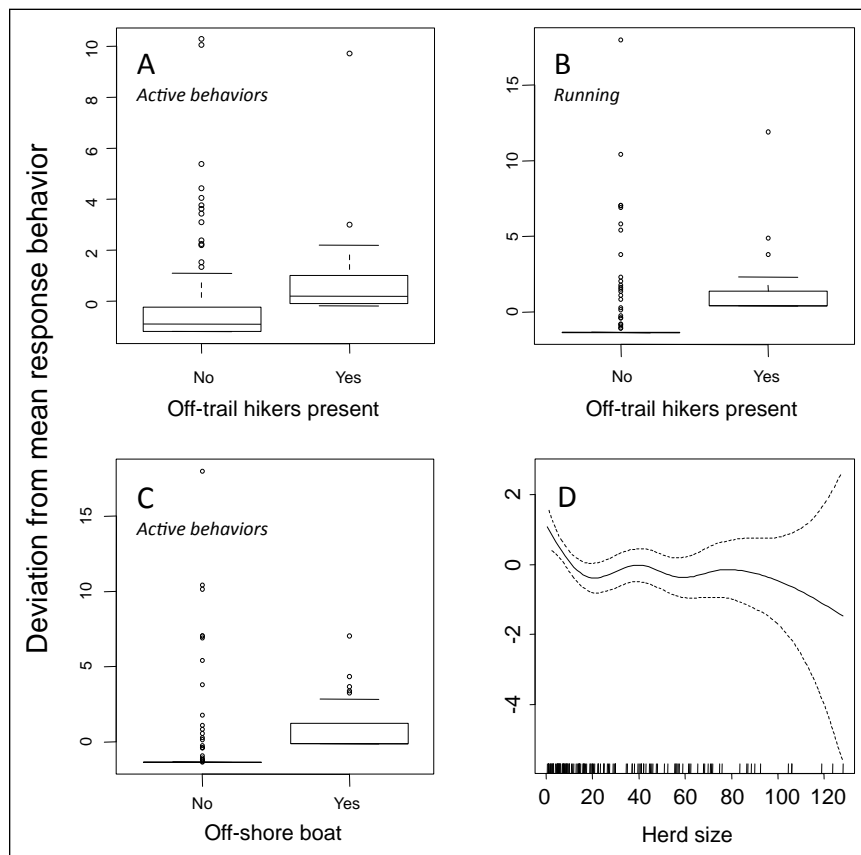 Deviation from mean response behavior
A
Active behaviors
10
8
6
4
2
0
No
Yes
Off-trail hikers present
B
Running
15
10
5
0
No
Yes
Off-trail hikers present
C
Active behaviors
15
10
5
0
No
Yes
Off-shore boat
D
2
0
-2
-4
0 20 40 60 80 100 120
Herd size